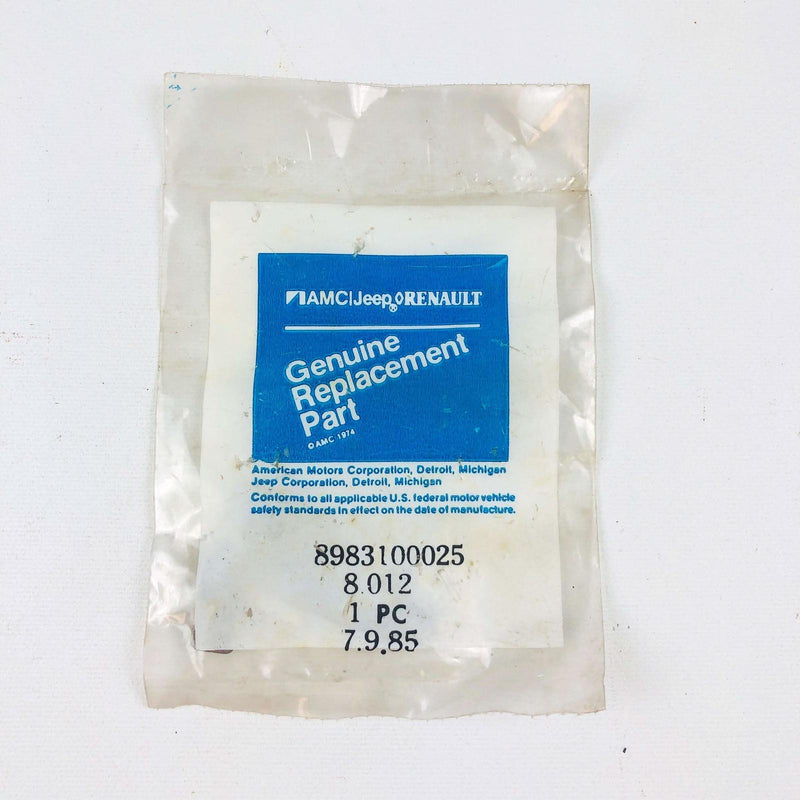 AMC|Jeep® RENAULT
Genuine
Replacement
Part
© AMC 1974
American Motors Corporation, Detroit, Michigan
Jeep Corporation, Detroit, Michigan
Conforms to all applicable U.S. federal motor vehicle
safety standards in effect on the date of manufacture.
8983100025
8.012
1 PC
7.9.85